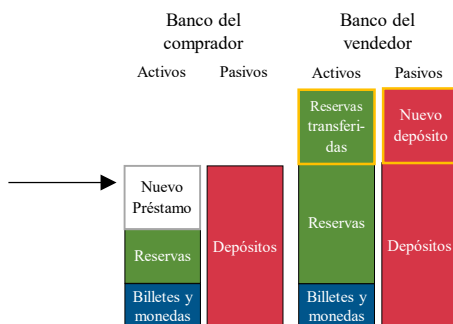 Banco del
comprador
Banco del
vendedor
Activos
Pasivos
Activos
Pasivos
Reservas
transferi-
das
Nuevo
depósito
Nuevo
Préstamo
Reservas
Depósitos
Reservas
Depósitos
Billetes y
monedas
Billetes y
monedas